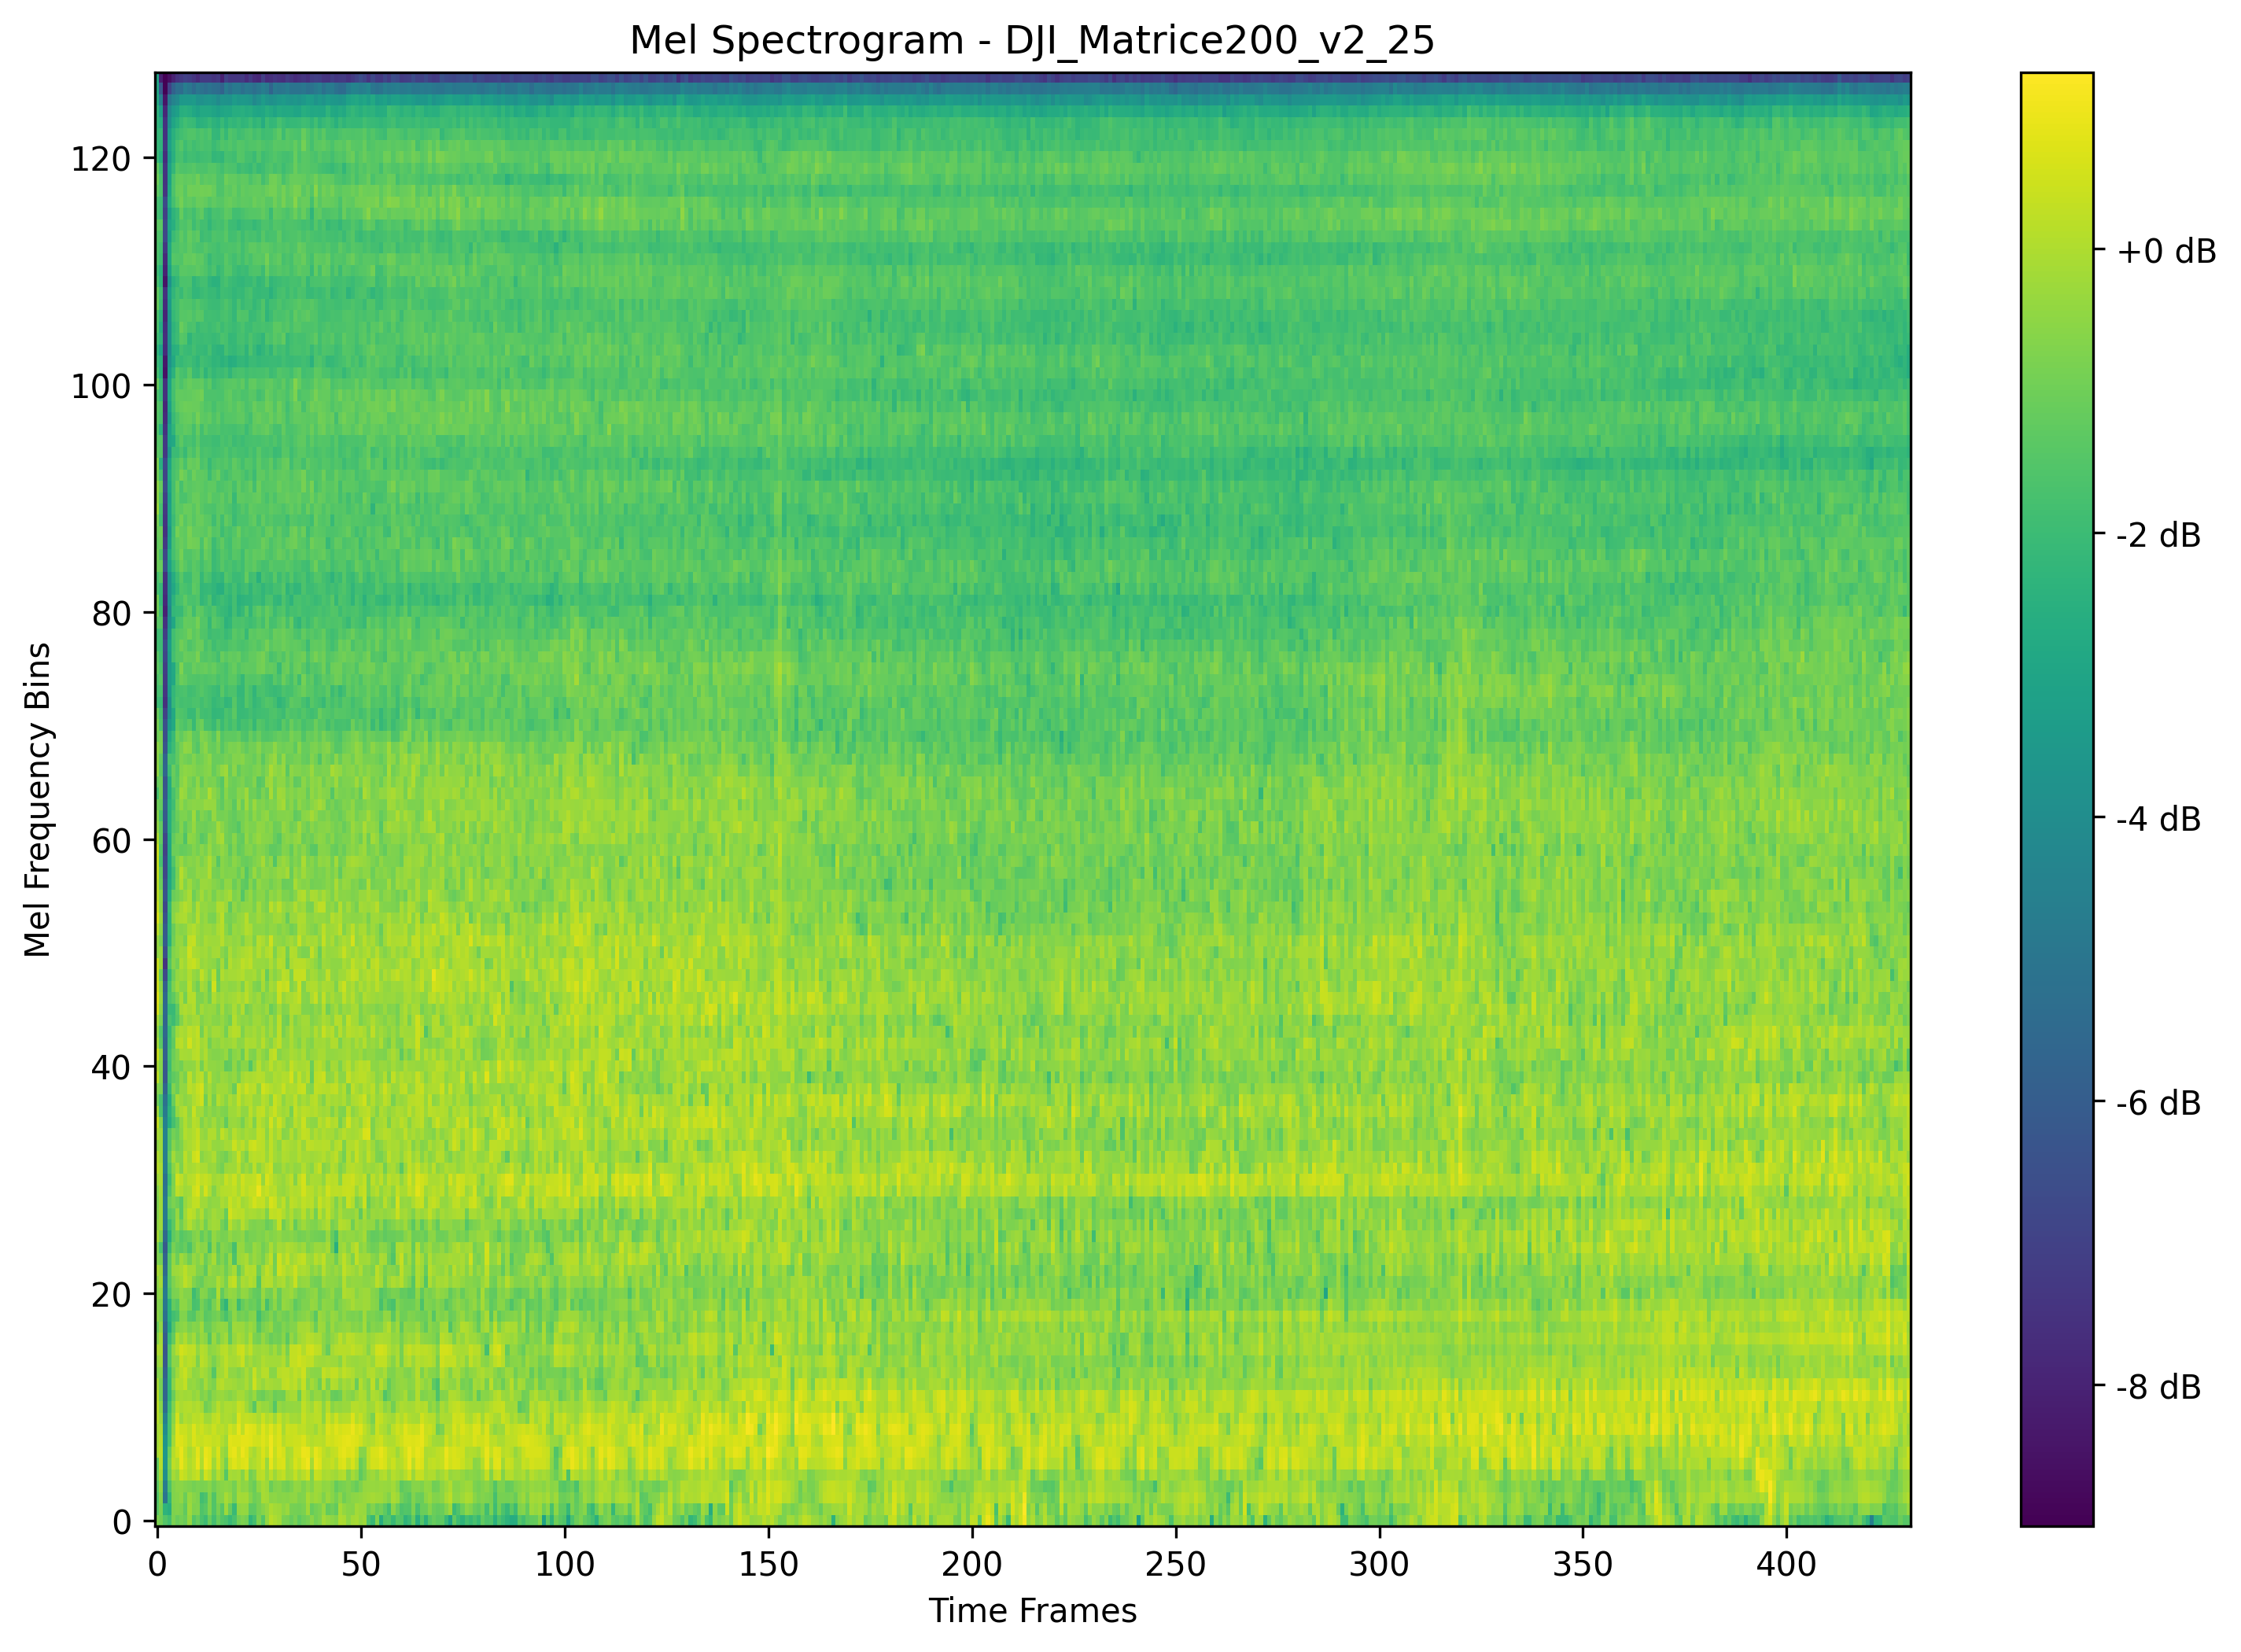 Mel Spectrogram - DJI_Matrice200_v2_25
Mel Frequency Bins
120
100
80
60
40
20
0
0 50 100 150 200 250 300 350 400
Time Frames
+0 dB
-2 dB
-4 dB
-6 dB
-8 dB